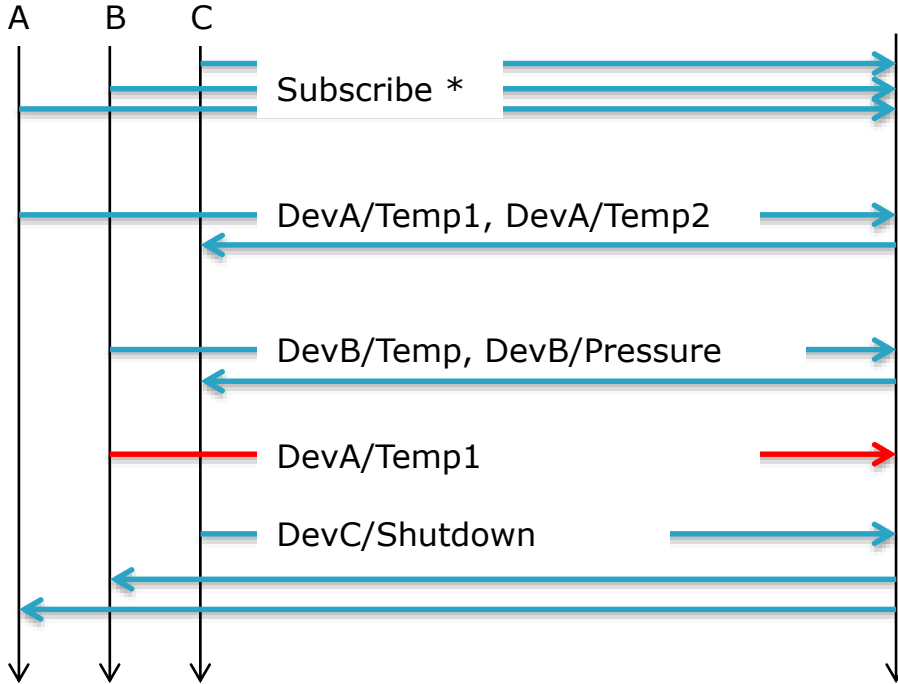 A B C
Subscribe *
DevA/Temp1, DevA/Temp2
DevB/Temp, DevB/Pressure
DevA/Temp1
DevC/Shutdown